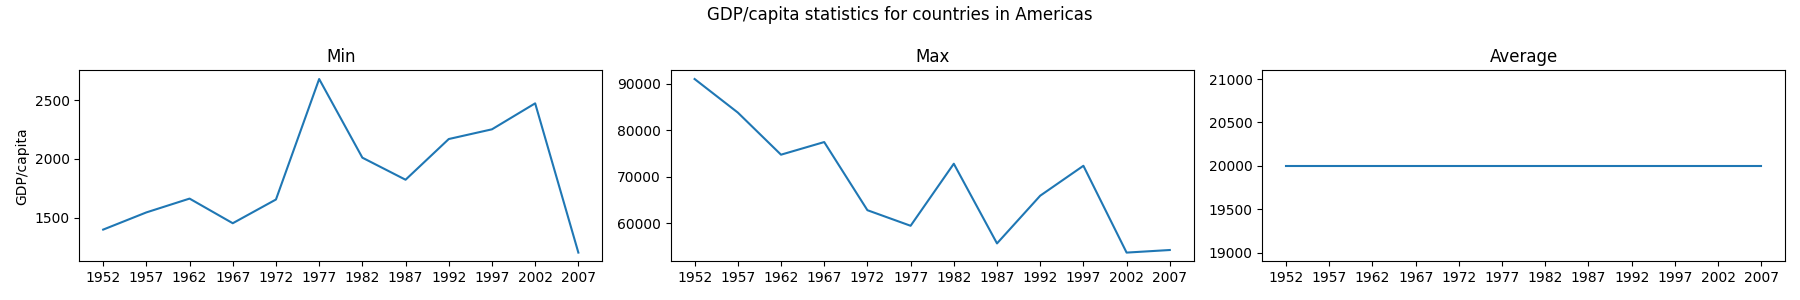 GDP/capita statistics for countries in Americas
Min
GDP/capita
2500
2000
1500
1952 1957 1962 1967 1972 1977 1982 1987 1992 1997 2002 2007
Max
90000
80000
70000
60000
1952 1957 1962 1967 1972 1977 1982 1987 1992 1997 2002 2007
Average
21000
20500
20000
19500
19000
1952 1957 1962 1967 1972 1977 1982 1987 1992 1997 2002 2007